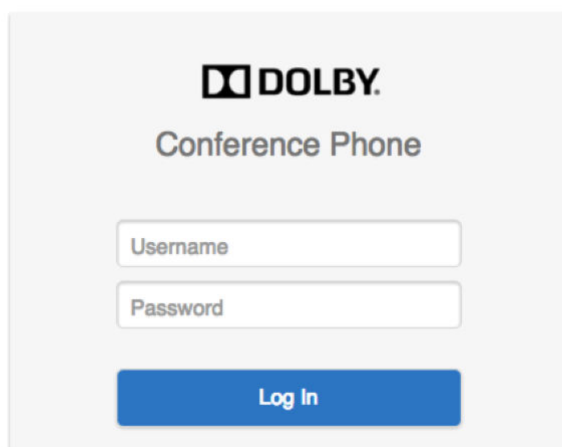 DOLBY.
Conference Phone
Username
Password
Log In